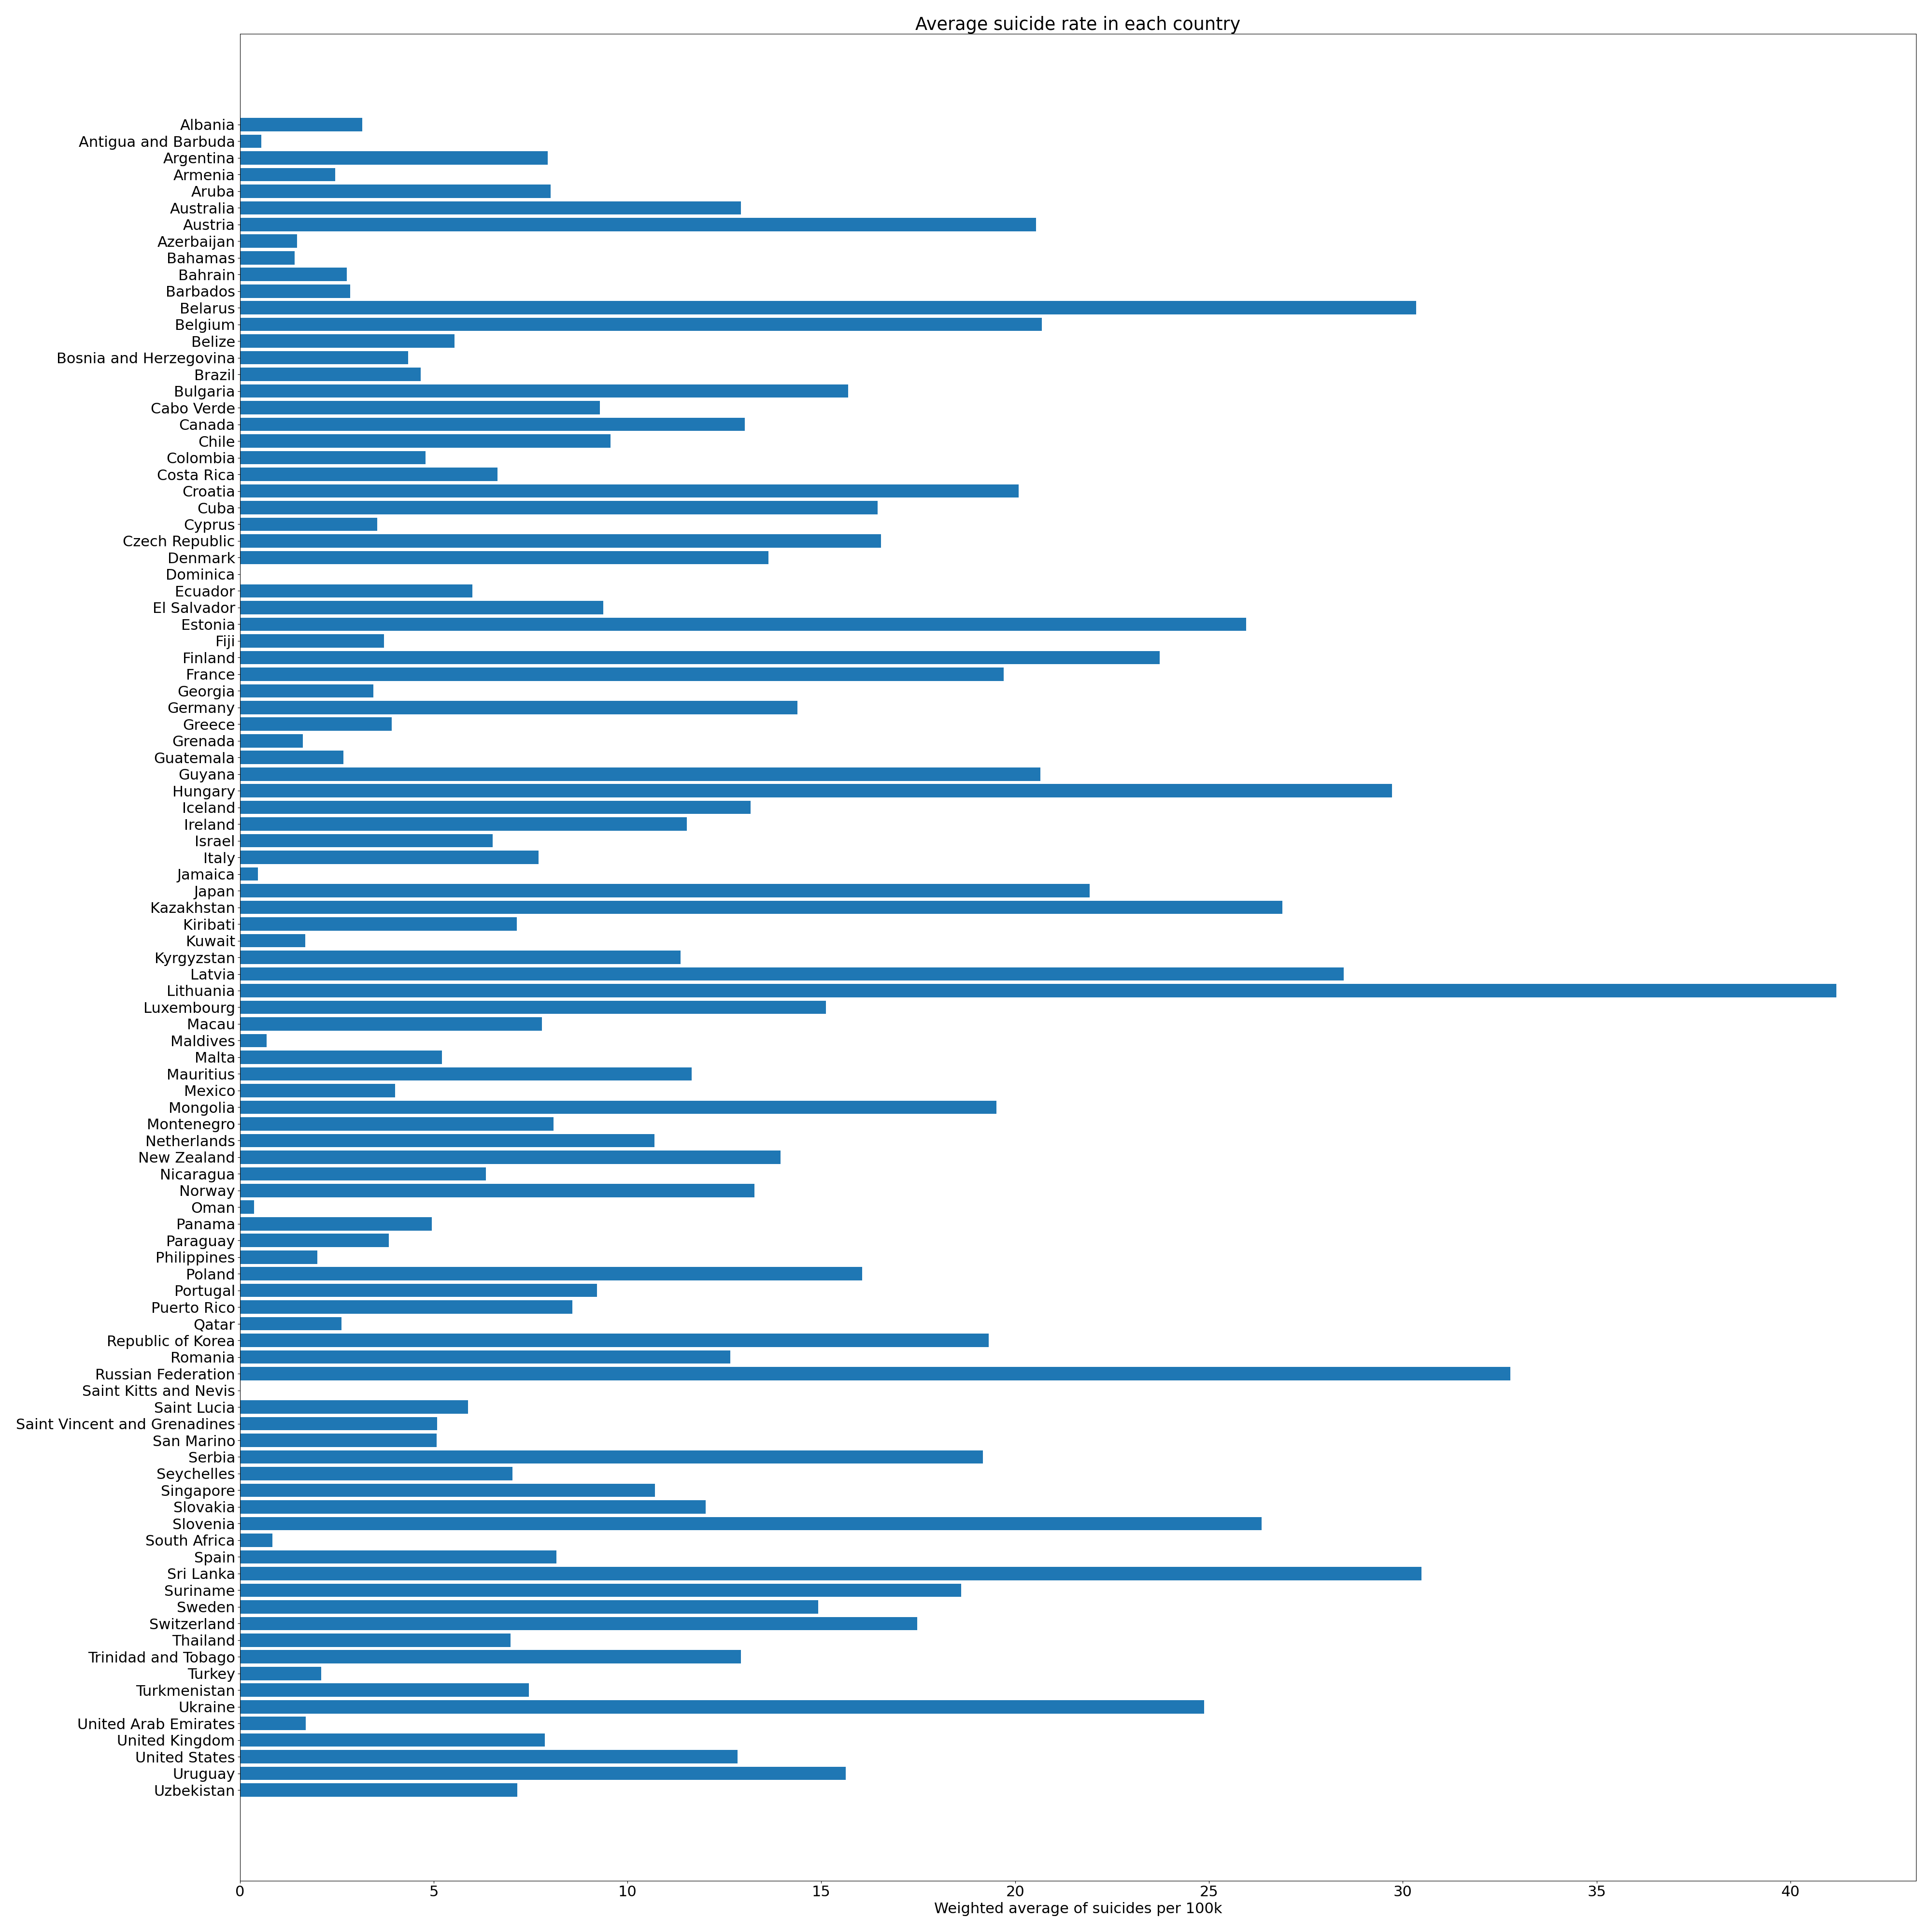 Average suicide rate in each country
Albania
Antigua and Barbuda
Argentina
Armenia
Aruba
Australia
Austria
Azerbaijan
Bahamas
Bahrain
Barbados
Belarus
Belgium
Belize
Bosnia and Herzegovina
Brazil
Bulgaria
Cabo Verde
Canada
Chile
Colombia
Costa Rica
Croatia
Cuba
Cyprus
Czech Republic
Denmark
Dominica
Ecuador
El Salvador
Estonia
Fiji
Finland
France
Georgia
Germany
Greece
Grenada
Guatemala
Guyana
Hungary
Iceland
Ireland
Israel
Italy
Jamaica
Japan
Kazakhstan
Kiribati
Kuwait
Kyrgyzstan
Latvia
Lithuania
Luxembourg
Macau
Maldives
Malta
Mauritius
Mexico
Mongolia
Montenegro
Netherlands
New Zealand
Nicaragua
Norway
Oman
Panama
Paraguay
Philippines
Poland
Portugal
Puerto Rico
Qatar
Republic of Korea
Romania
Russian Federation
Saint Kitts and Nevis
Saint Lucia
Saint Vincent and Grenadines
San Marino
Serbia
Seychelles
Singapore
Slovakia
Slovenia
South Africa
Spain
Sri Lanka
Suriname
Sweden
Switzerland
Thailand
Trinidad and Tobago
Turkey
Turkmenistan
Ukraine
United Arab Emirates
United Kingdom
United States
Uruguay
Uzbekistan
0 5 10 15 20 25 30 35 40
Weighted average of suicides per 100k